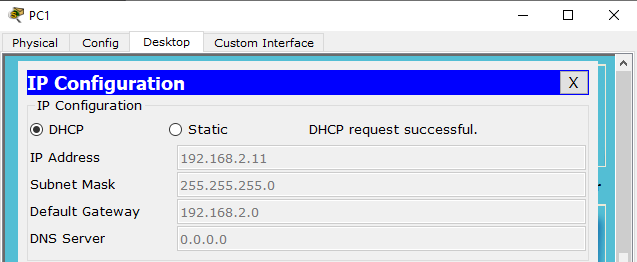 PC1
Physical Config Desktop Custom Interface
IP Configuration X
IP Configuration
DHCP Static DHCP request successful.
IP Address 192.168.2.11
Subnet Mask 255.255.255.0
Default Gateway 192.168.2.0
DNS Server 0.0.0.0